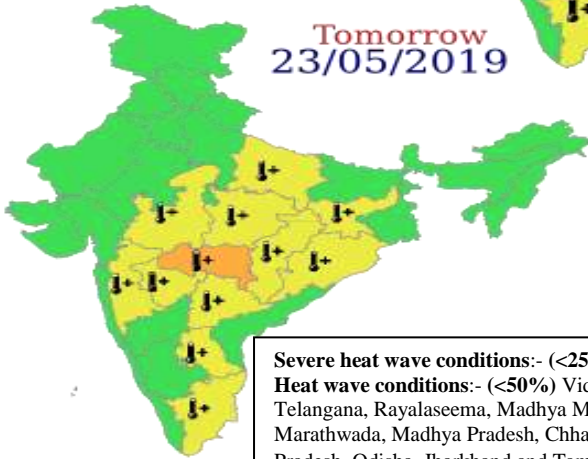 Tomorrow
23/05/2019
Severe heat wave conditions:- (<25
Heat wave conditions:- (<50%)
Telangana, Rayalaseema, Madhya M
Marathwada, Madhya Pradesh, Chha
Pradesh, Odisha, Jharkhand and Tam